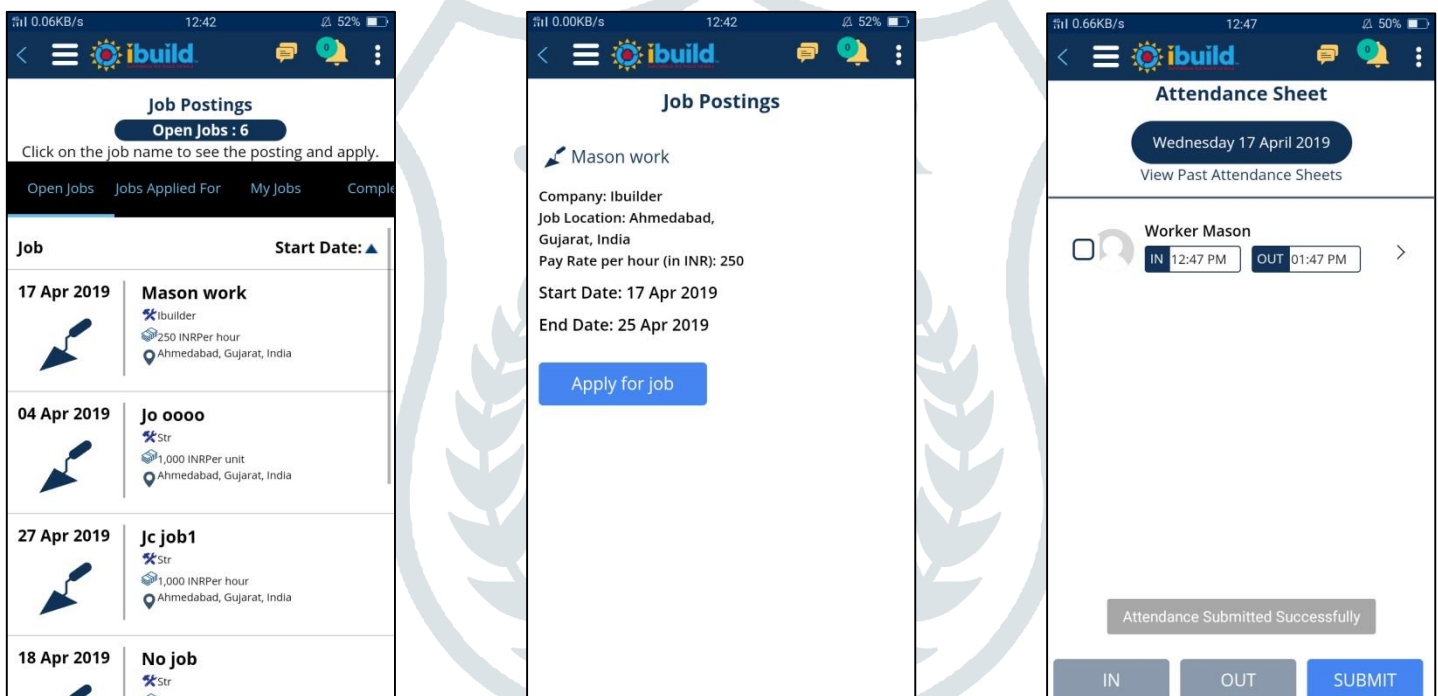 0.06KB/s 12:42 52%
ibuild
0
Job Postings
Open Jobs : 6
Click on the job name to see the posting and apply.
Open Jobs Jobs Applied For My Jobs Comple
Job Start Date:
17 Apr 2019 Mason work
Ibuilder
250 INRPer hour
Ahmedabad, Gujarat, India
04 Apr 2019 Jo oooo
Str
1,000 INRPer unit
Ahmedabad, Gujarat, India
27 Apr 2019 Jc job1
Str
1,000 INRPer hour
Ahmedabad, Gujarat, India
18 Apr 2019 No job
Str
0.00KB/s 12:42 52%
ibuild
0
Job Postings
Mason work
Company: Ibuilder
Job Location: Ahmedabad,
Gujarat, India
Pay Rate per hour (in INR): 250
Start Date: 17 Apr 2019
End Date: 25 Apr 2019
Apply for job
0.66KB/s 12:47 50%
ibuild
0
Attendance Sheet
Wednesday 17 April 2019
View Past Attendance Sheets
Worker Mason
IN 12:47 PM OUT 01:47 PM
Attendance Submitted Successfully
IN OUT SUBMIT